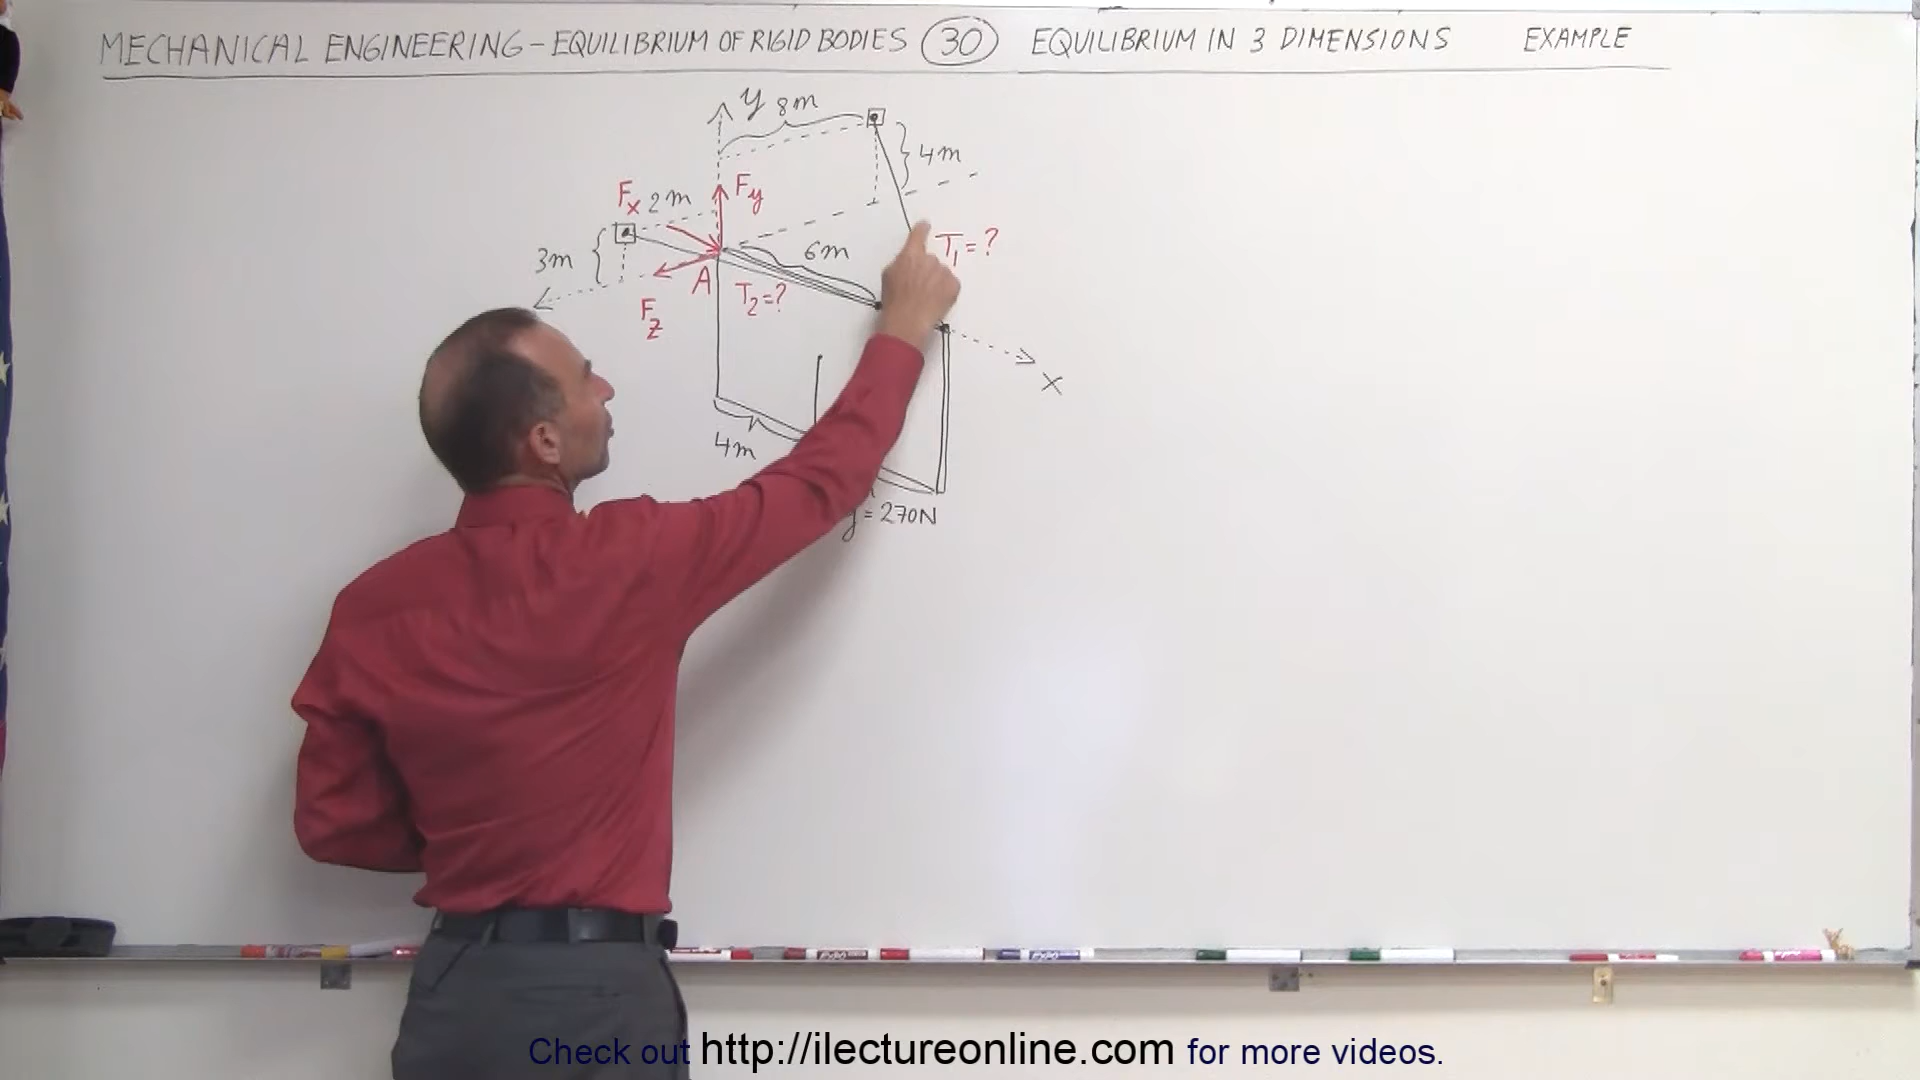 MECHANICAL ENGINEERING - EQUILIBRIUM OF RIGID BODIES 30 EQUILIBRIUM IN 3 DIMENSIONS EXAMPLE
y 8m
4m
Fx 2m Fy
3m 6m T1=?
A T2=?
Fz
x
4m
= 270N
Check out http://ilectureonline.com for more videos.